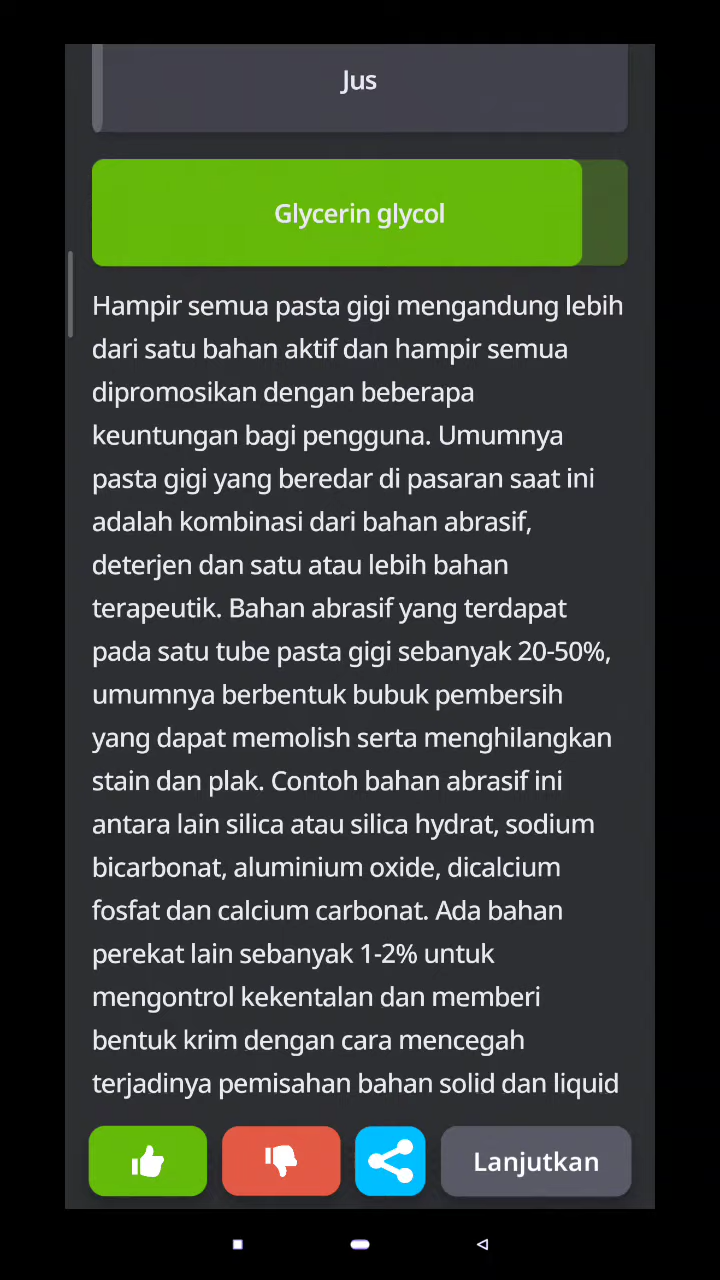 Jus
Glycerin glycol
Hampir semua pasta gigi mengandung lebih
dari satu bahan aktif dan hampir semua
dipromosikan dengan beberapa
keuntungan bagi pengguna. Umumnya
pasta gigi yang beredar di pasaran saat ini
adalah kombinasi dari bahan abrasif,
deterjen dan satu atau lebih bahan
terapeutik. Bahan abrasif yang terdapat
pada satu tube pasta gigi sebanyak 20-50%,
umumnya berbentuk bubuk pembersih
yang dapat memolish serta menghilangkan
stain dan plak. Contoh bahan abrasif ini
antara lain silica atau silica hydrat, sodium
bicarbonat, aluminium oxide, dicalcium
fosfat dan calcium carbonat. Ada bahan
perekat lain sebanyak 1-2% untuk
mengontrol kekentalan dan memberi
bentuk krim dengan cara mencegah
terjadinya pemisahan bahan solid dan liquid
Lanjutkan